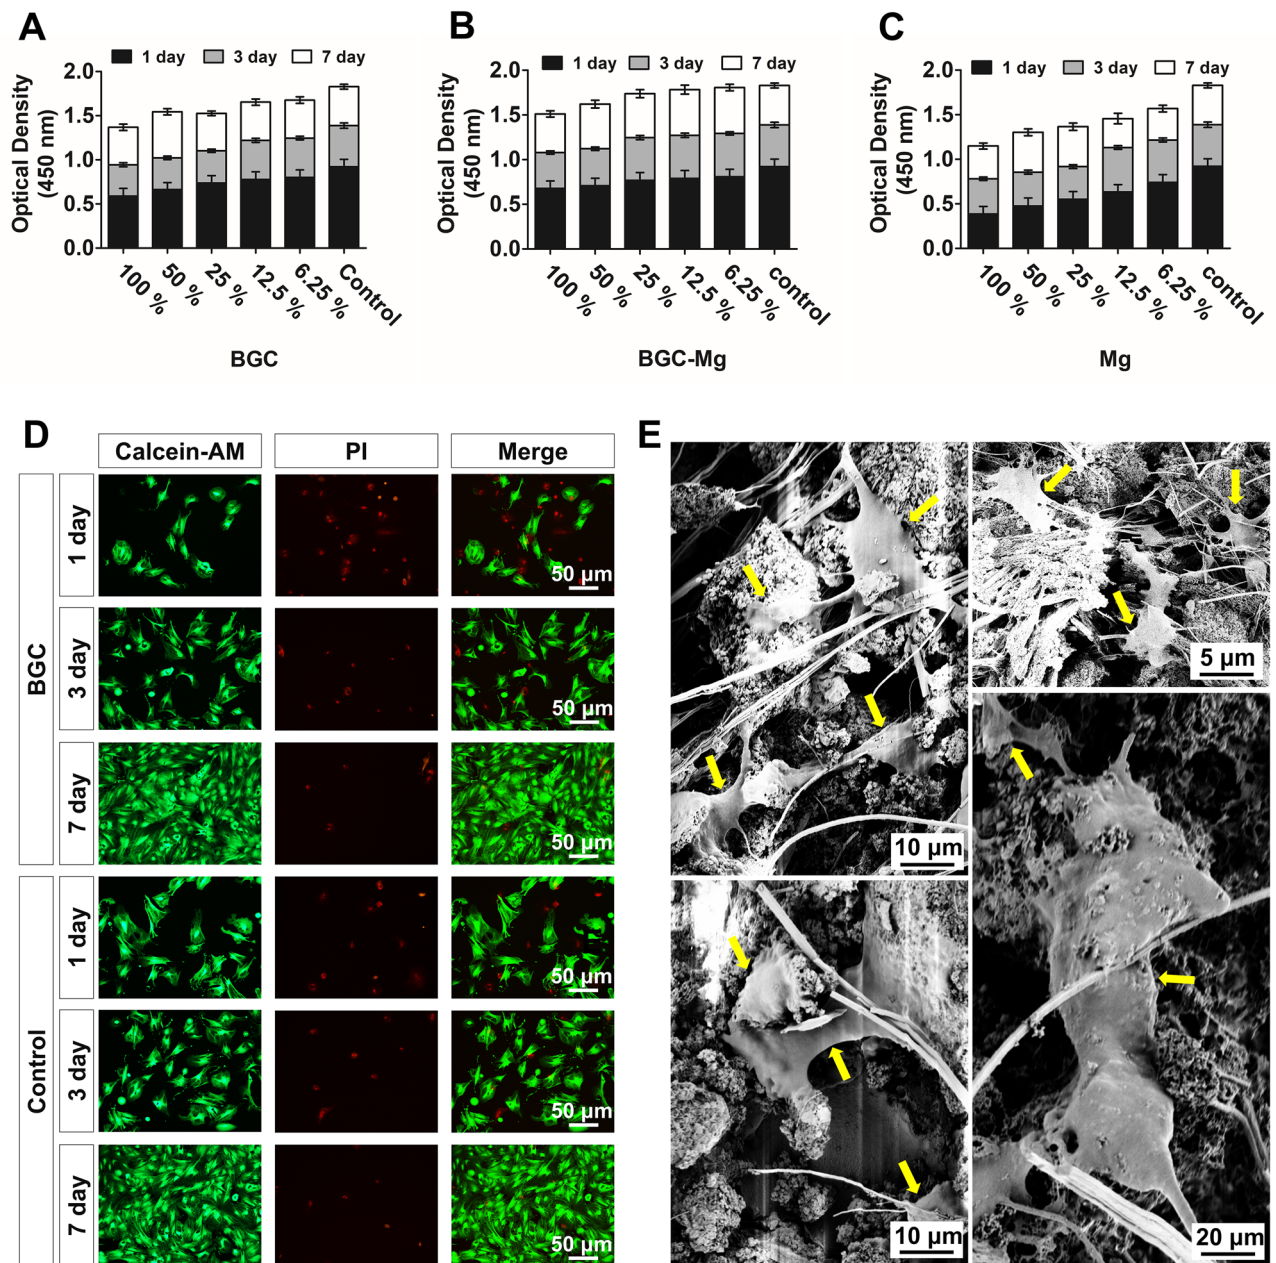 A
1 day 3 day 7 day
Optical Density
(450 nm)
2.0
1.5
1.0
0.5
0.0
100 %
50 %
25 %
12.5 %
6.25 %
Control
BGC
B
1 day 3 day 7 day
Optical Density
(450 nm)
2.0
1.5
1.0
0.5
0.0
100 %
50 %
25 %
12.5 %
6.25 %
control
BGC-Mg
C
1 day 3 day 7 day
Optical Density
(450 nm)
2.0
1.5
1.0
0.5
0.0
100 %
50 %
25 %
12.5 %
6.25 %
control
Mg
D
Calcein-AM PI Merge
BGC
1 day
50 µm
3 day
50 µm
7 day
50 µm
Control
1 day
50 µm
3 day
50 µm
7 day
50 µm
E
10 µm
5 µm
10 µm
20 µm